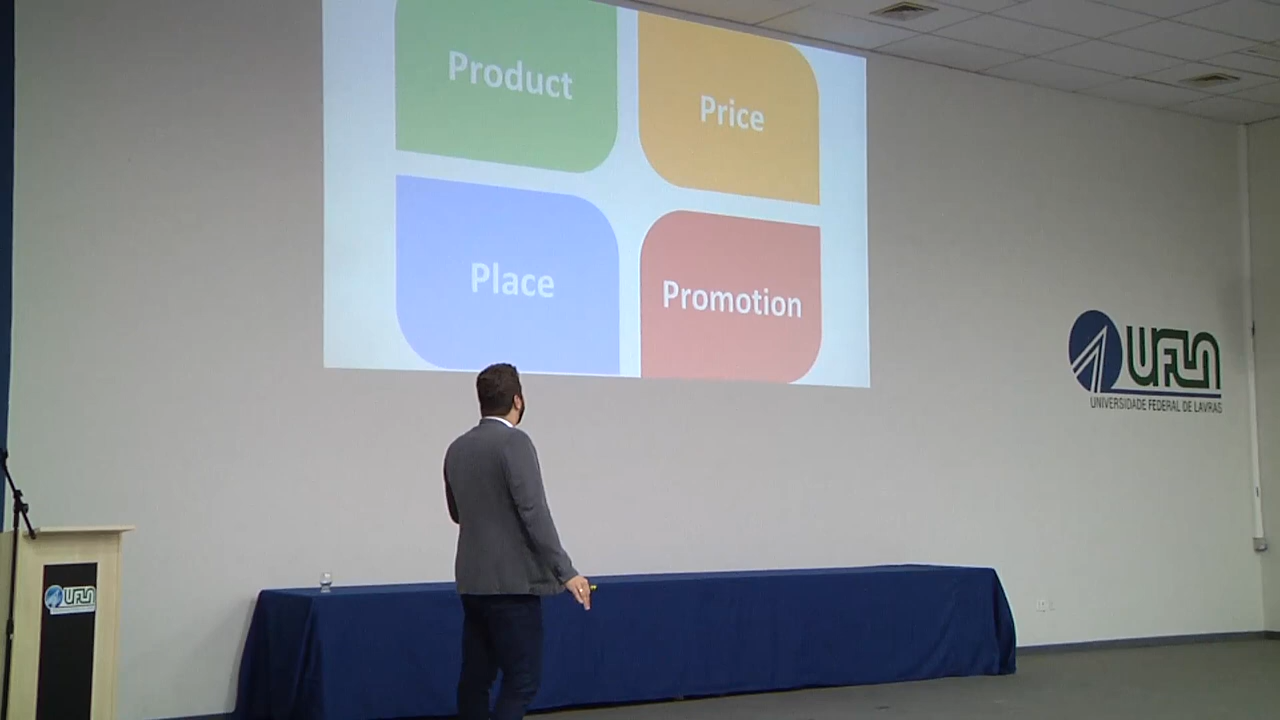 Product
Price
Place
Promotion
UFLA
UNIVERSIDADE FEDERAL DE LAVRAS
UFLA